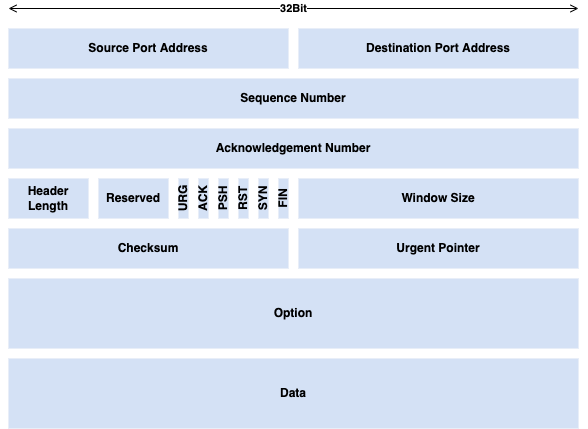 32Bit
Source Port Address
Destination Port Address
Sequence Number
Acknowledgement Number
Header
Length
Reserved
URG
ACK
PSH
RST
SYN
FIN
Window Size
Checksum
Urgent Pointer
Option
Data